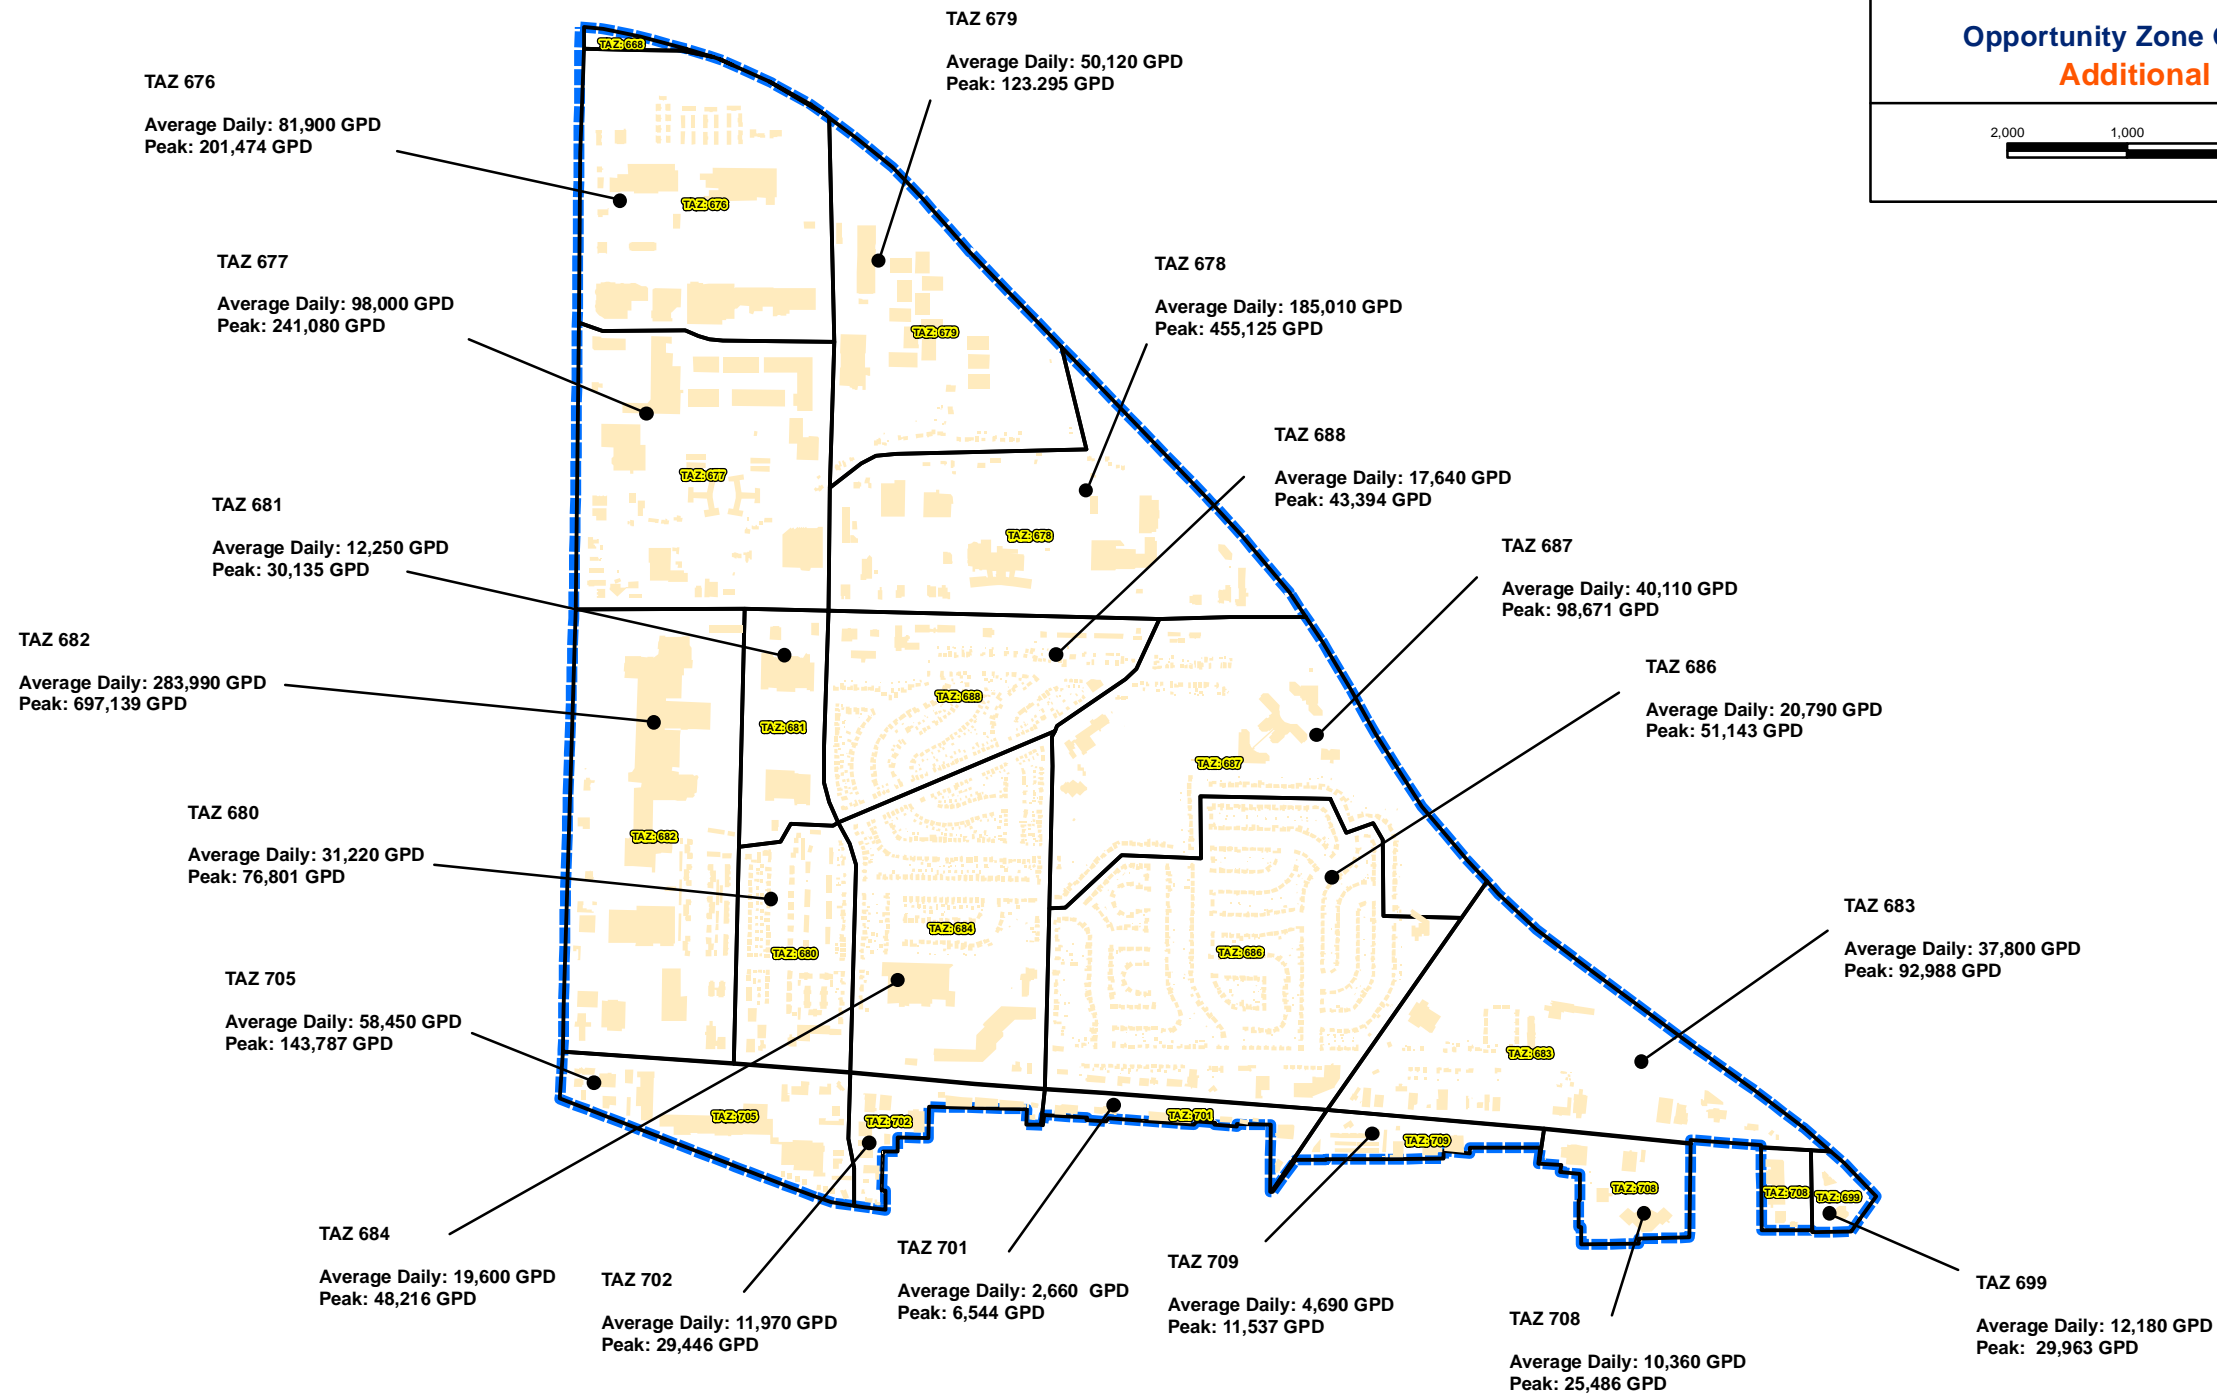 TAZ 679
Average Daily: 50,120 GPD
Peak: 123.295 GPD
Opportunity Zone
Additional
2,000 1,000
TAZ: 668
TAZ 676
Average Daily: 81,900 GPD
Peak: 201,474 GPD
TAZ: 676
TAZ 677
Average Daily: 98,000 GPD
Peak: 241,080 GPD
TAZ 678
Average Daily: 185,010 GPD
Peak: 455,125 GPD
TAZ: 679
TAZ 688
Average Daily: 17,640 GPD
Peak: 43,394 GPD
TAZ: 677
TAZ 681
Average Daily: 12,250 GPD
Peak: 30,135 GPD
TAZ: 678
TAZ 687
Average Daily: 40,110 GPD
Peak: 98,671 GPD
TAZ 682
Average Daily: 283,990 GPD
Peak: 697,139 GPD
TAZ 686
Average Daily: 20,790 GPD
Peak: 51,143 GPD
TAZ: 688
TAZ: 681
TAZ: 687
TAZ 680
Average Daily: 31,220 GPD
Peak: 76,801 GPD
TAZ: 682
TAZ 683
Average Daily: 37,800 GPD
Peak: 92,988 GPD
TAZ: 684
TAZ: 680
TAZ: 686
TAZ 705
Average Daily: 58,450 GPD
Peak: 143,787 GPD
TAZ: 683
TAZ: 705
TAZ: 702
TAZ: 701
TAZ: 709
TAZ: 708
TAZ: 708
TAZ: 699
TAZ 684
Average Daily: 19,600 GPD
Peak: 48,216 GPD
TAZ 702
Average Daily: 11,970 GPD
Peak: 29,446 GPD
TAZ 701
Average Daily: 2,660 GPD
Peak: 6,544 GPD
TAZ 709
Average Daily: 4,690 GPD
Peak: 11,537 GPD
TAZ 708
Average Daily: 10,360 GPD
Peak: 25,486 GPD
TAZ 699
Average Daily: 12,180 GPD
Peak: 29,963 GPD